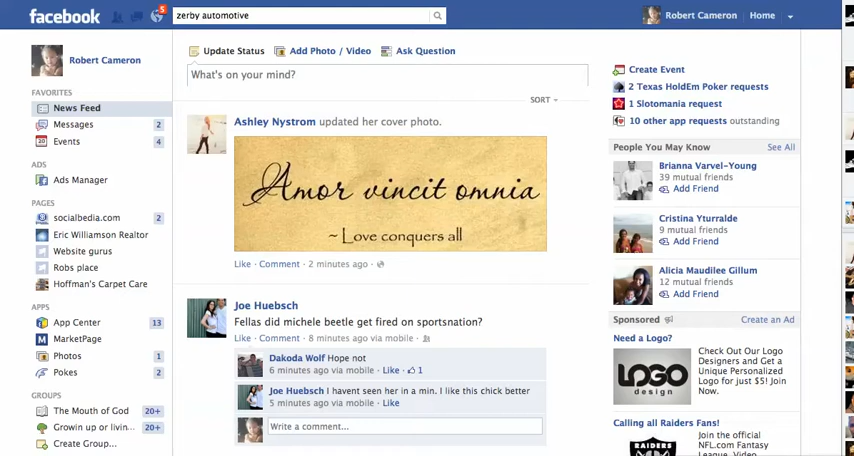 facebook
5
zerby automotive
Robert Cameron
Home
Robert Cameron
FAVORITES
News Feed
Messages 2
Events 4
ADS
Ads Manager
PAGES
socialbedia.com 2
Eric Williamson Realtor
Website gurus
Robs place
Hoffman's Carpet Care
APPS
App Center 13
MarketPage
Photos 1
Pokes 2
GROUPS
The Mouth of God 20+
Growin up or livin... 20+
Create Group...
Update Status Add Photo / Video Ask Question
What's on your mind?
SORT
Ashley Nystrom updated her cover photo.
Amor vincit omnia
~ Love conquers all
Like · Comment · 2 minutes ago ·
Joe Huebsch
Fellas did michele beetle get fired on sportsnation?
Like · Comment · 8 minutes ago via mobile ·
Dakoda Wolf Hope not
6 minutes ago via mobile · Like · 1
Joe Huebsch I havent seen her in a min. I like this chick better
5 minutes ago via mobile · Like
Write a comment...
Create Event
2 Texas HoldEm Poker requests
1 Slotomania request
10 other app requests outstanding
People You May Know See All
Brianna Varvel-Young
39 mutual friends
Add Friend
Cristina Yturralde
9 mutual friends
Add Friend
Alicia Maudilee Gillum
12 mutual friends
Add Friend
Sponsored Create an Ad
Need a Logo?
LOGO
design
Check Out Our Logo
Designers and Get a
Unique Personalized
Logo for just $5! Join
Now.
Calling all Raiders Fans!
RAIDERS
Join the official
NFL.com Fantasy
League. Video